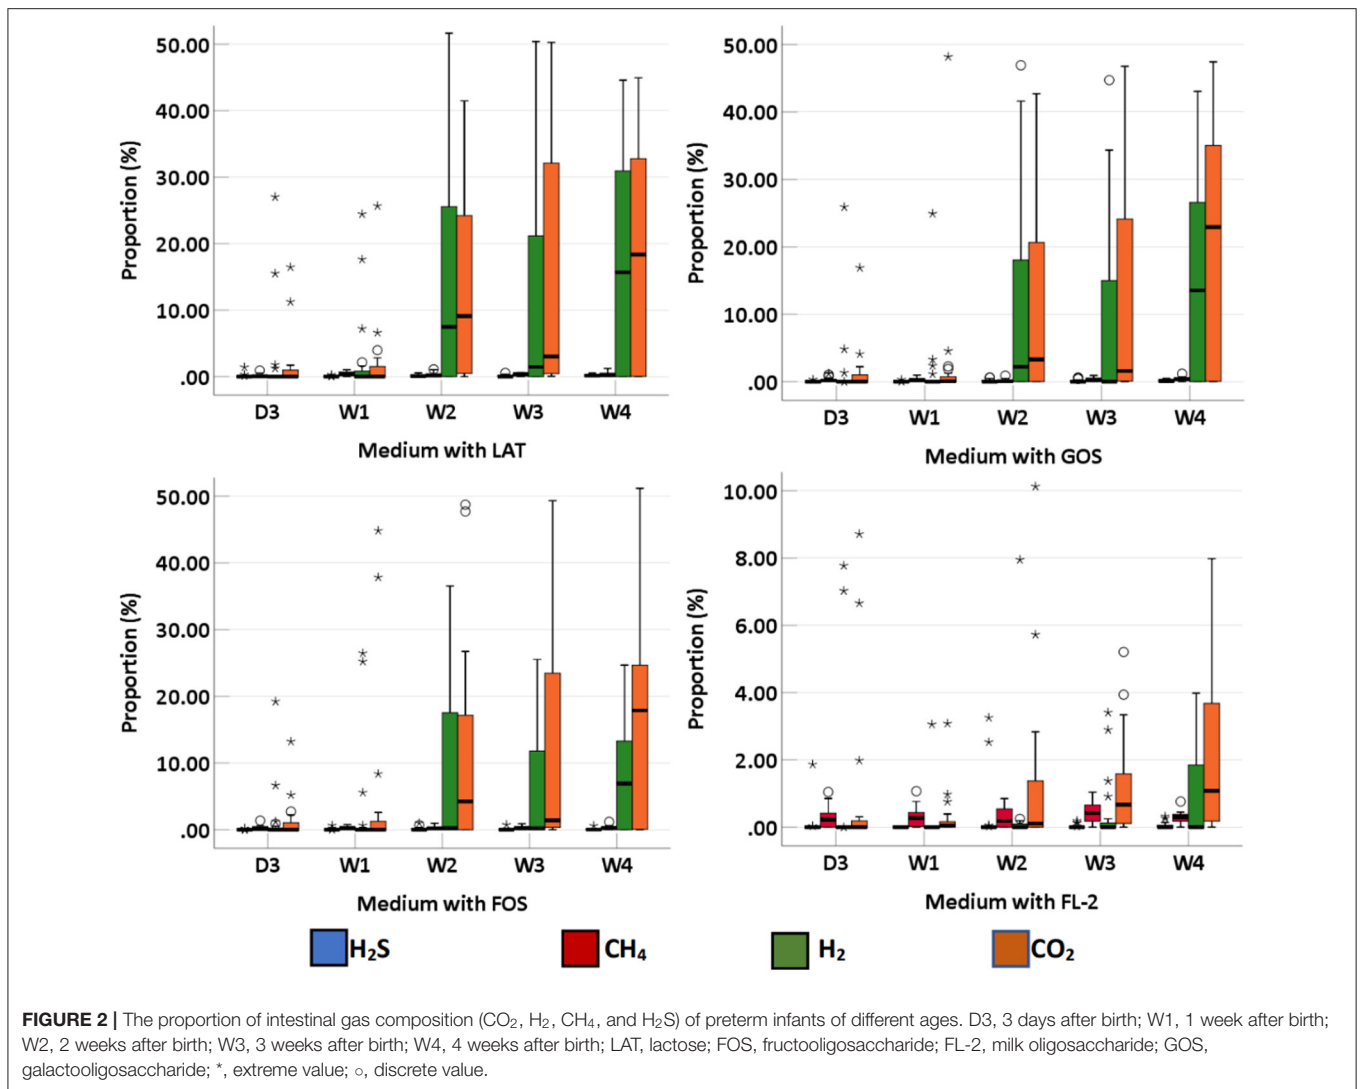 50.00
40.00
30.00
20.00
10.00
.00
Proportion (%)
D3 W1 W2 W3 W4
Medium with LAT
50.00
40.00
30.00
20.00
10.00
.00
Proportion (%)
D3 W1 W2 W3 W4
Medium with GOS
50.00
40.00
30.00
20.00
10.00
.00
Proportion (%)
D3 W1 W2 W3 W4
Medium with FOS
10.00
8.00
6.00
4.00
2.00
.00
Proportion (%)
D3 W1 W2 W3 W4
Medium with FL-2
H₂S CH₄ H₂ CO₂
FIGURE 2 | The proportion of intestinal gas composition (CO₂, H₂, CH₄, and H₂S) of preterm infants of different ages. D3, 3 days after birth; W1, 1 week after birth;
W2, 2 weeks after birth; W3, 3 weeks after birth; W4, 4 weeks after birth; LAT, lactose; FOS, fructooligosaccharide; FL-2, milk oligosaccharide; GOS,
galactooligosaccharide; *, extreme value; ○, discrete value.